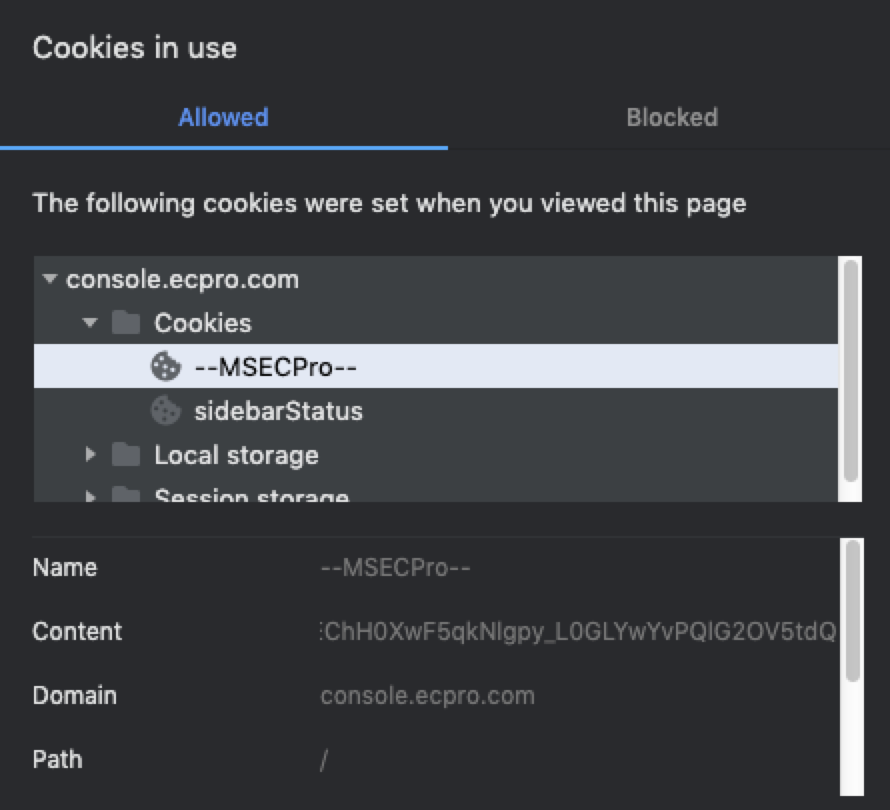 Cookies in use
Allowed Blocked
The following cookies were set when you viewed this page
console.ecpro.com
Cookies
--MSECPro--
sidebarStatus
Local storage
Session storage
Name --MSECPro--
Content ChH0XwF5qkNlgpy_L0GLYwYvPQlG2OV5tdQ
Domain console.ecpro.com
Path /